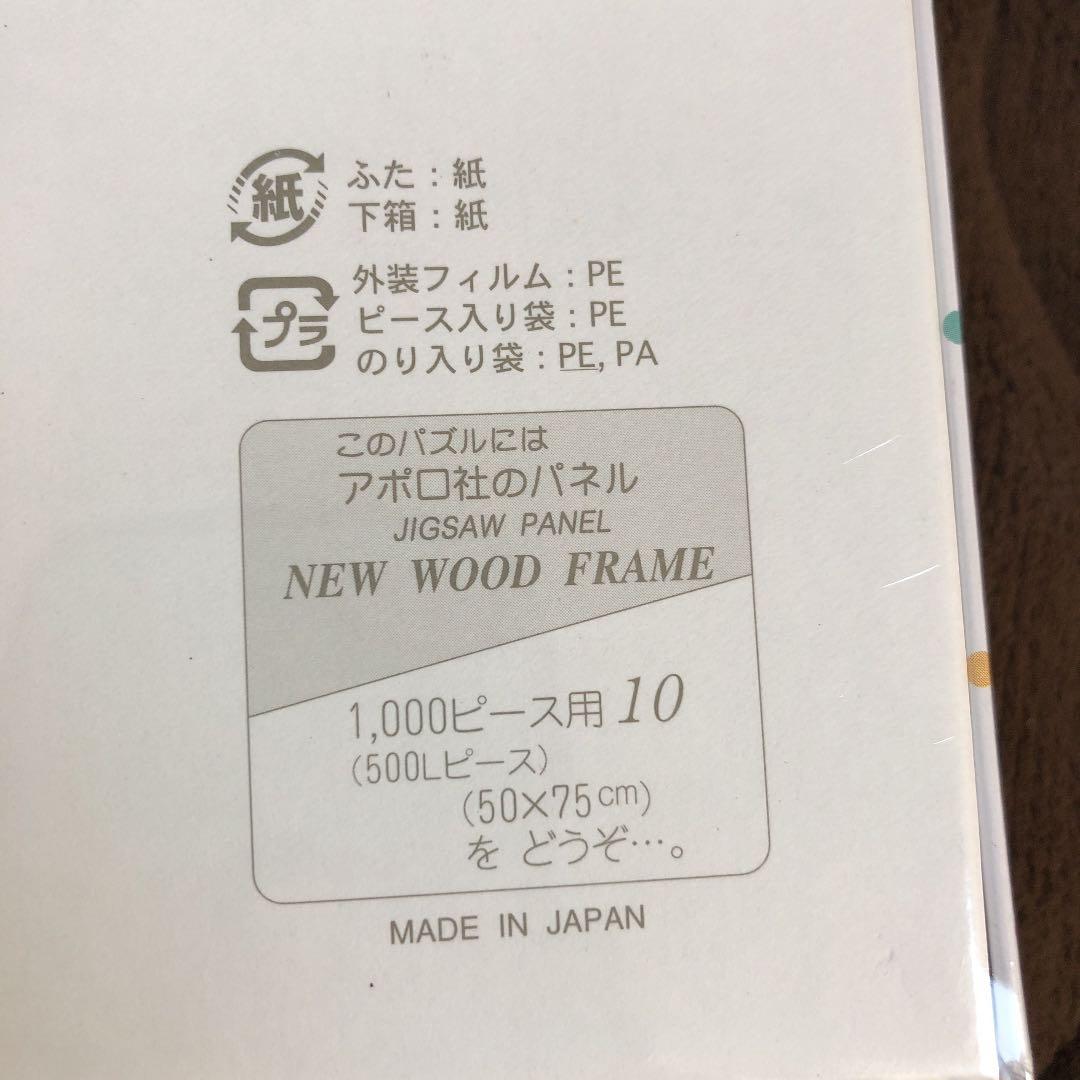 紙
ふた：紙
下箱：紙
プラ
外装フィルム：PE
ピース入り袋：PE
のり入り袋：PE, PA
このパズルには
アポロ社のパネル
JIGSAW PANEL
NEW WOOD FRAME
1,000ピース用 10
(500Lピース)
(50×75cm)
を どうぞ…。
MADE IN JAPAN